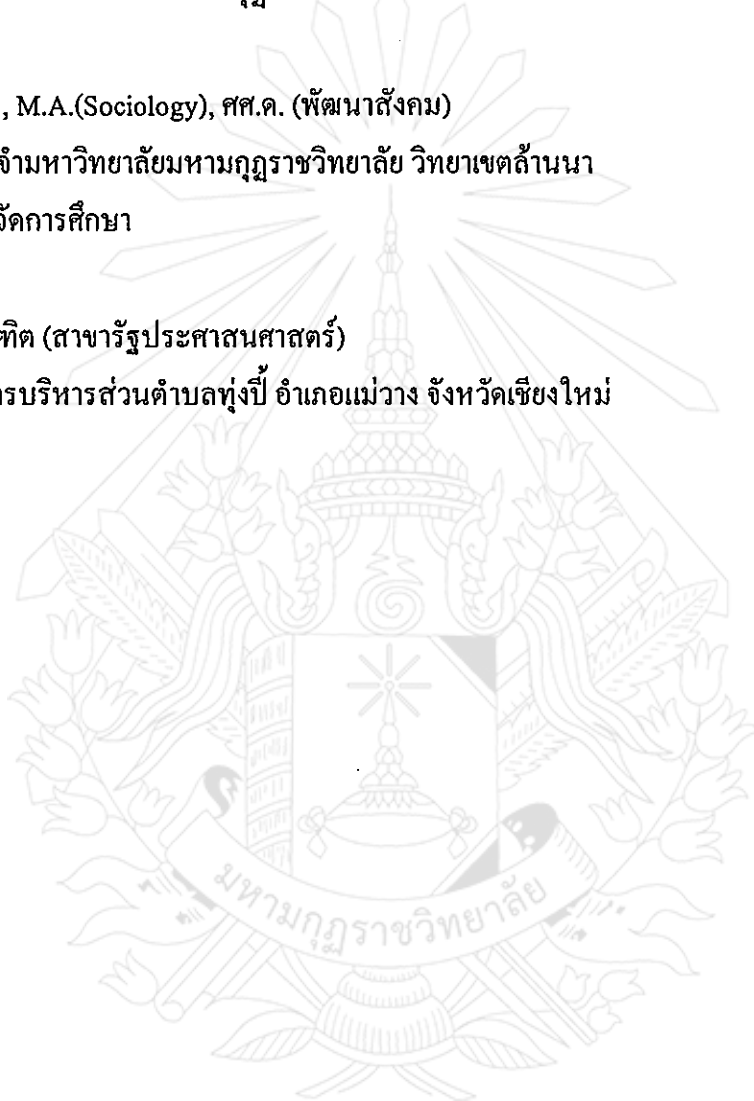 , M.A.(Sociology), ศศ.ด. (พัฒนาสังคม)
จำมหาวิทยาลัยมหามกุฏราชวิทยาลัย วิทยาเขตล้านนา
จัดการศึกษา
ฑิต (สาขารัฐประศาสนศาสตร์)
ารบริหารส่วนตำบลทุ่งปี้ อำเภอแม่วาง จังหวัดเชียงใหม่
มหามกุฏราชวิทยาลัย